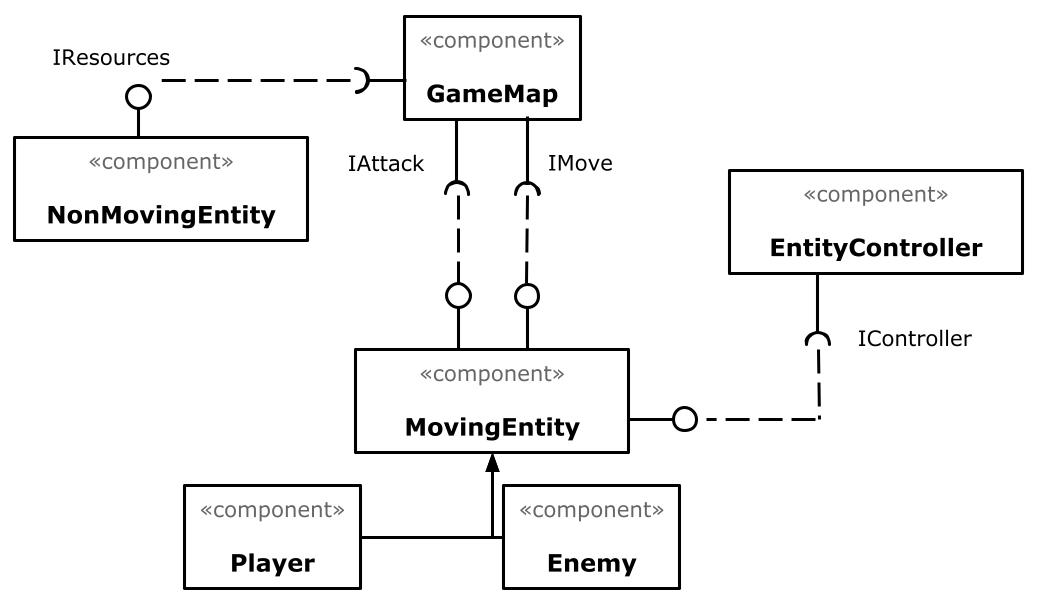 «component»
GameMap
IResources
«component»
NonMovingEntity
IAttack
IMove
«component»
EntityController
IController
«component»
MovingEntity
«component»
Player
«component»
Enemy